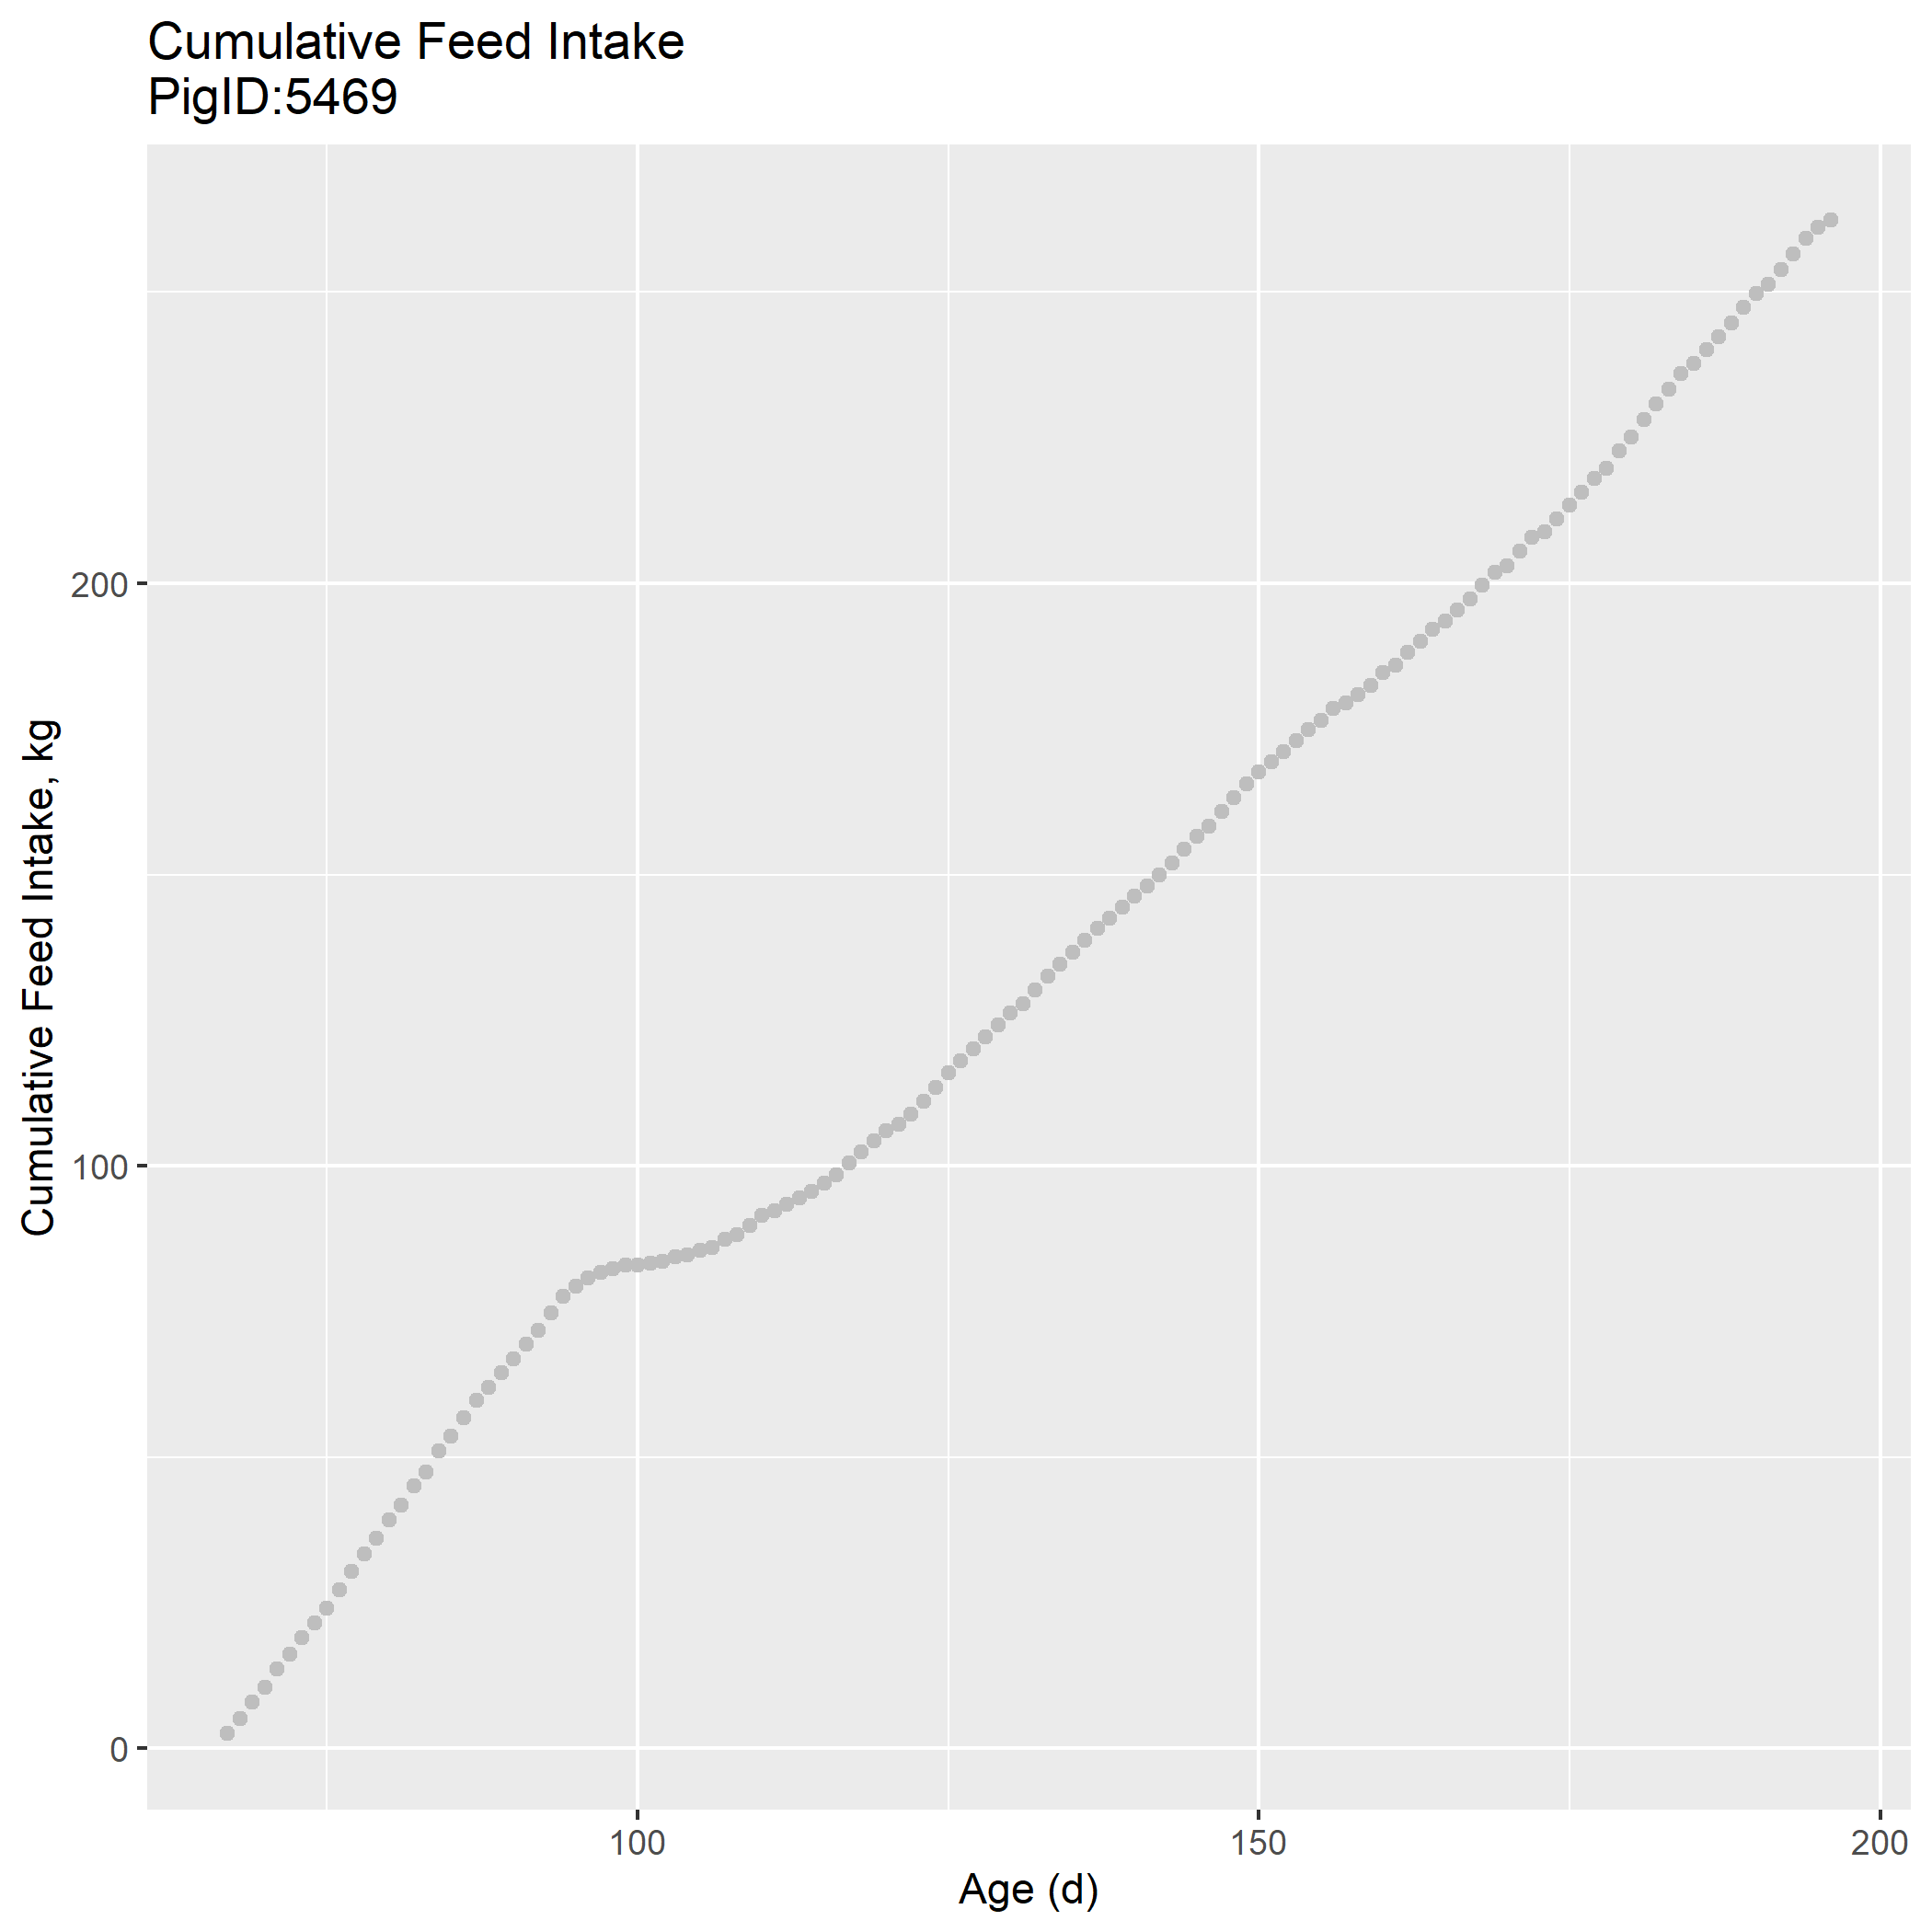 Cumulative Feed Intake
PigID:5469
Cumulative Feed Intake, kg
200
100
0
100
150
200
Age (d)